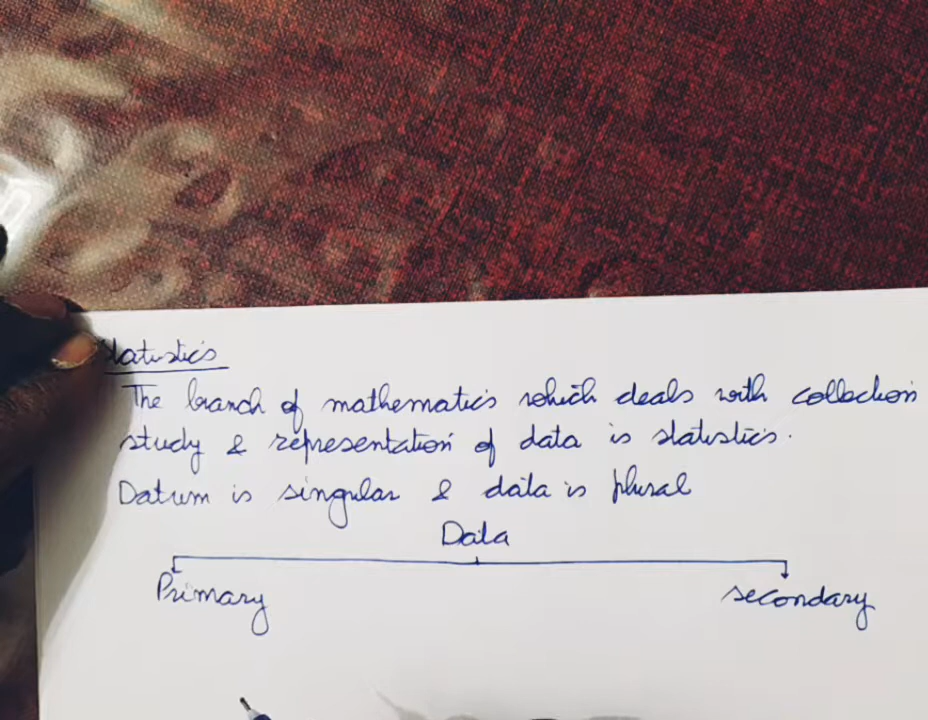 Statistics
The branch of mathematics which deals with collection
study & representation of data is statistics.
Datum is singular & data is plural
Data
Primary secondary